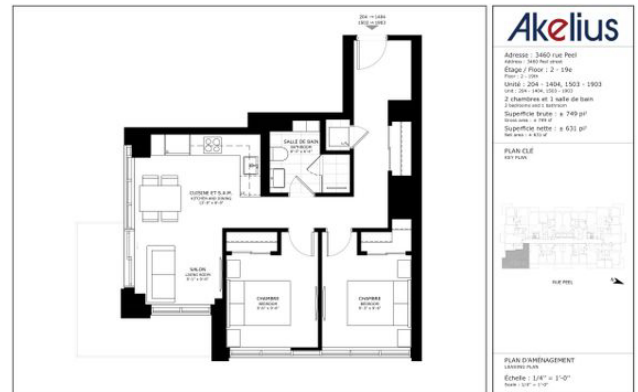 204 → 1404
1503 → 1903
SALLE DE BAIN
BATHROOM
CUISINE ET S.A.M.
KITCHEN AND DINING
SALON
LIVING ROOM
CHAMBRE
BEDROOM
CHAMBRE
BEDROOM
Akelius
Adresse : 3460 rue Peel
Address : 3460 Peel street
Étage / Floor : 2 - 19e
Floor : 2 - 19th
Unité : 204 - 1404, 1503 - 1903
Unit : 204 - 1404, 1503 - 1903
2 chambres et 1 salle de bain
2 bedrooms and 1 bathroom
Superficie brute : ± 749 pi²
Gross area : ± 749 sf
Superficie nette : ± 631 pi²
Net area : ± 631 sf
PLAN CLÉ
KEY PLAN
RUE PEEL
PLAN D'AMÉNAGEMENT
PLAN
Échelle : 1/4" = 1'-0"
Scale : 1/4" = 1'-0"